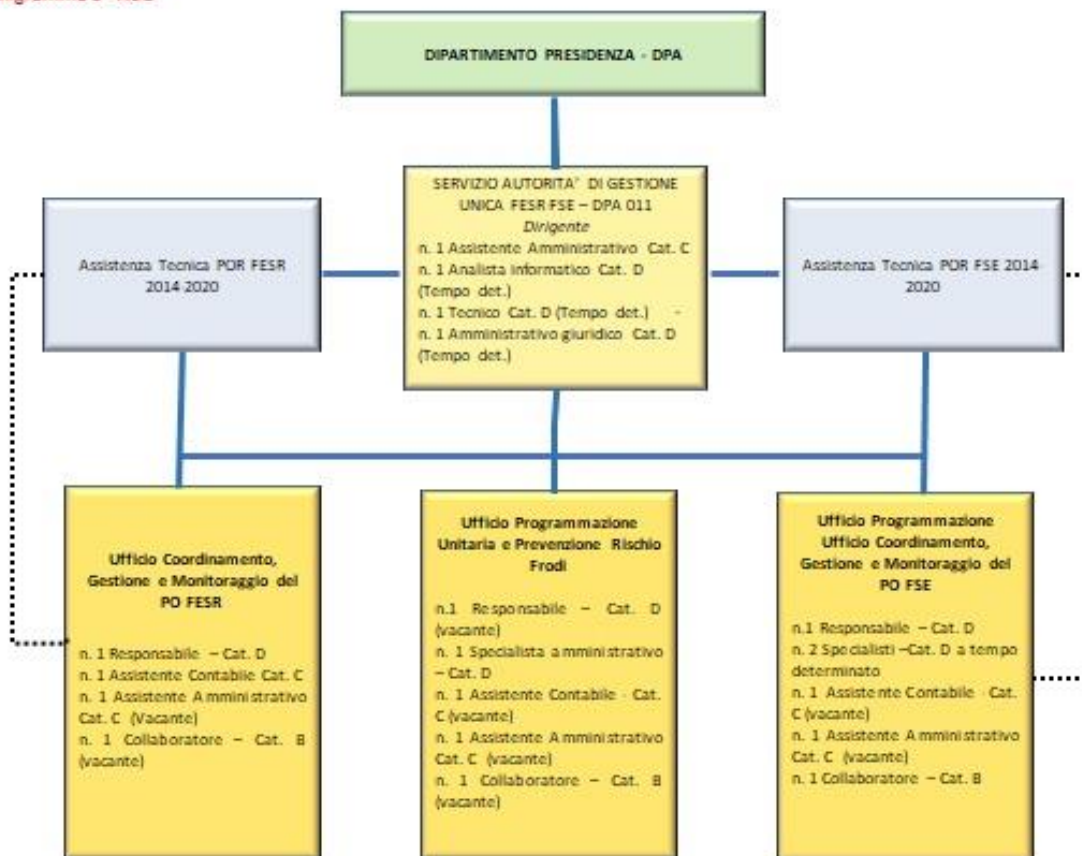 DIPARTIMENTO PRESIDENZA - DPA
SERVIZIO AUTORITA' DI GESTIONE
UNICA FESR FSE – DPA 011
Dirigente
n. 1 Assistente Amministrativo Cat. C
n. 1 Analista informatico Cat. D
(Tempo det.)
n. 1 Tecnico Cat. D (Tempo det.) -
n. 1 Amministrativo giuridico Cat. D
(Tempo det.)
Assistenza Tecnica POR FESR
2014-2020
Assistenza Tecnica POR FSE 2014-
2020
Ufficio Coordinamento,
Gestione e Monitoraggio del
PO FESR
n. 1 Responsabile – Cat. D
n. 1 Assistente Contabile Cat. C
n. 1 Assistente Amministrativo
Cat. C (Vacante)
n. 1 Collaboratore – Cat. B
(vacante)
Ufficio Programmazione
Unitaria e Prevenzione Rischio
Frodi
n.1 Responsabile – Cat. D
(vacante)
n. 1 Specialista amministrativo
– Cat. D
n. 1 Assistente Contabile - Cat.
C (vacante)
n. 1 Assistente Amministrativo
Cat. C (vacante)
n. 1 Collaboratore – Cat. B
(vacante)
Ufficio Programmazione
Ufficio Coordinamento,
Gestione e Monitoraggio del
PO FSE
n.1 Responsabile – Cat. D
n. 2 Specialisti –Cat. D a tempo
determinato
n. 1 Assistente Contabile - Cat.
C (vacante)
n. 1 Assistente Amministrativo
Cat. C (vacante)
n. 1 Collaboratore – Cat. B